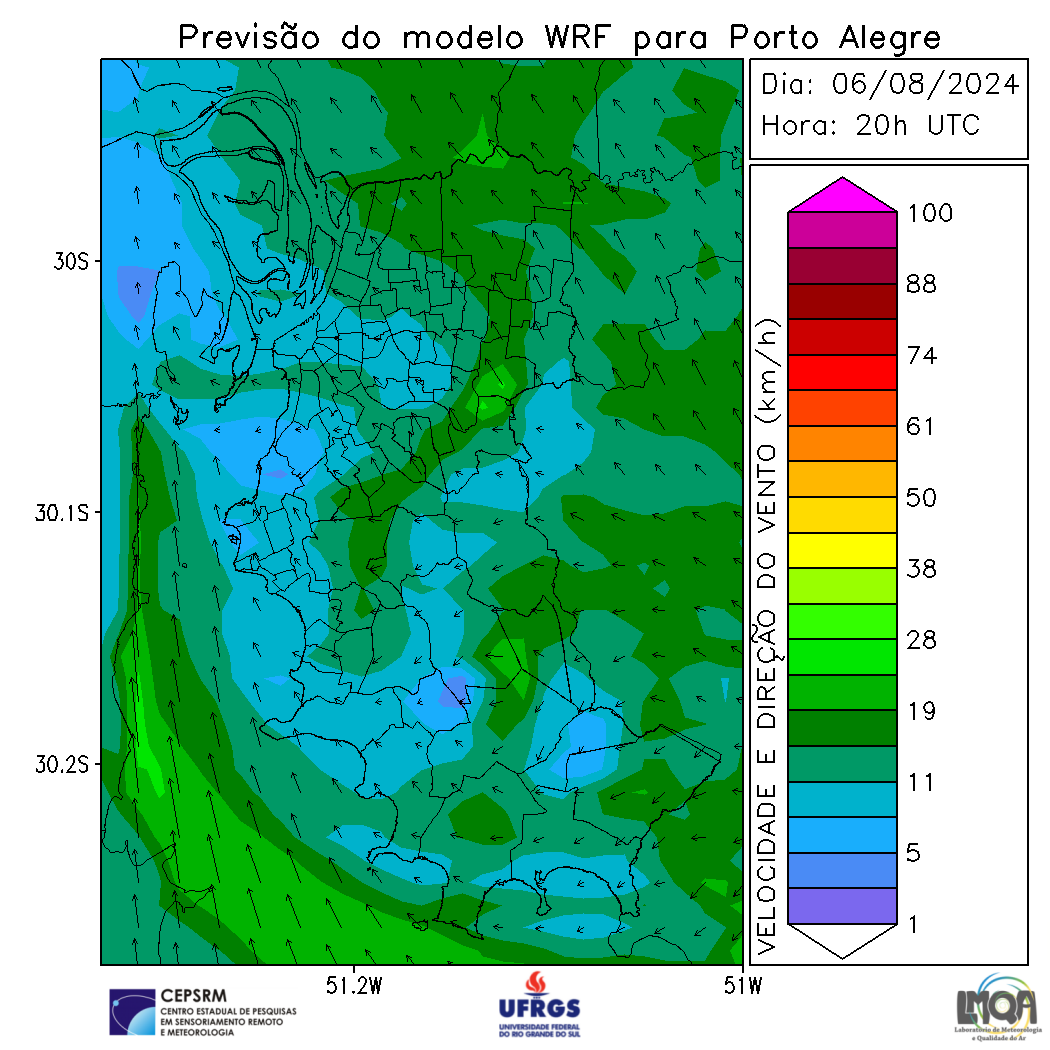 Previsão do modelo WRF para Porto Alegre
Dia: 06/08/2024
Hora: 20h UTC
30S
30.1S
30.2S
51.2W
51W
VELOCIDADE E DIREÇÃO DO VENTO (km/h)
100
88
74
61
50
38
28
19
11
5
1
CEPSRM
CENTRO ESTADUAL DE PESQUISAS
EM SENSORIAMENTO REMOTO
E METEOROLOGIA
UFRGS
UNIVERSIDADE FEDERAL
DO RIO GRANDE DO SUL
LMQA
Laboratório de Meteorologia
e Qualidade do Ar